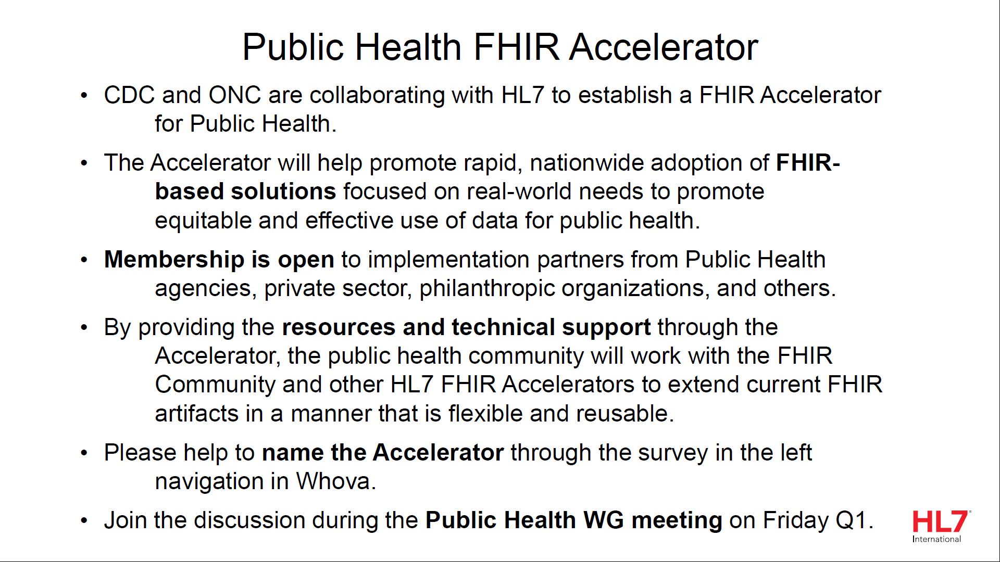 Public Health FHIR Accelerator
• CDC and ONC are collaborating with HL7 to establish a FHIR Accelerator
for Public Health.
• The Accelerator will help promote rapid, nationwide adoption of FHIR-
based solutions focused on real-world needs to promote
equitable and effective use of data for public health.
• Membership is open to implementation partners from Public Health
agencies, private sector, philanthropic organizations, and others.
• By providing the resources and technical support through the
Accelerator, the public health community will work with the FHIR
Community and other HL7 FHIR Accelerators to extend current FHIR
artifacts in a manner that is flexible and reusable.
• Please help to name the Accelerator through the survey in the left
navigation in Whova.
• Join the discussion during the Public Health WG meeting on Friday Q1.
HL7®
International